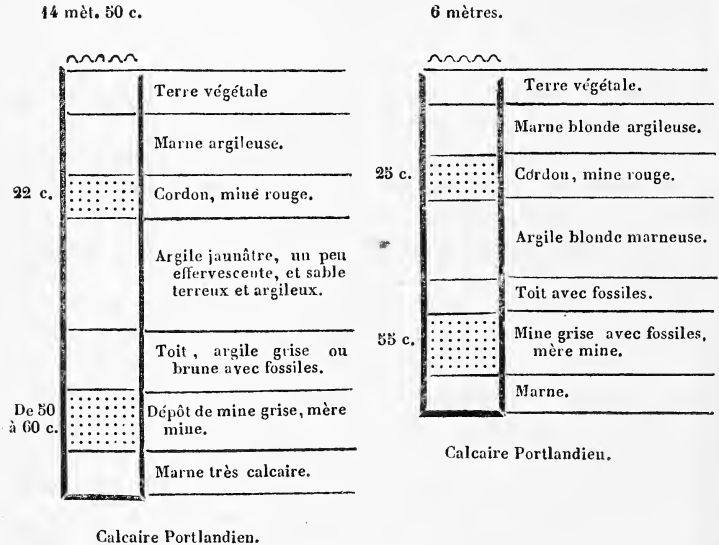 14 mèt. 50 c.
Terre végétale
Marne argileuse.
22 c.
Cordon, mine rouge.
Argile jaunâtre, un peu
effervescente, et sable
terreux et argileux.
Toit, argile grise ou
brune avec fossiles.
De 50
à 60 c.
Dépôt de mine grise, mère
mine.
Marne très calcaire.
Calcaire Portlandien.
6 mètres.
Terre végétale.
Marne blonde argileuse.
25 c.
Cordon, mine rouge.
Argile blonde marneuse.
Toit avec fossiles.
55 c.
Mine grise avec fossiles,
mère mine.
Marne.
Calcaire Portlandien.